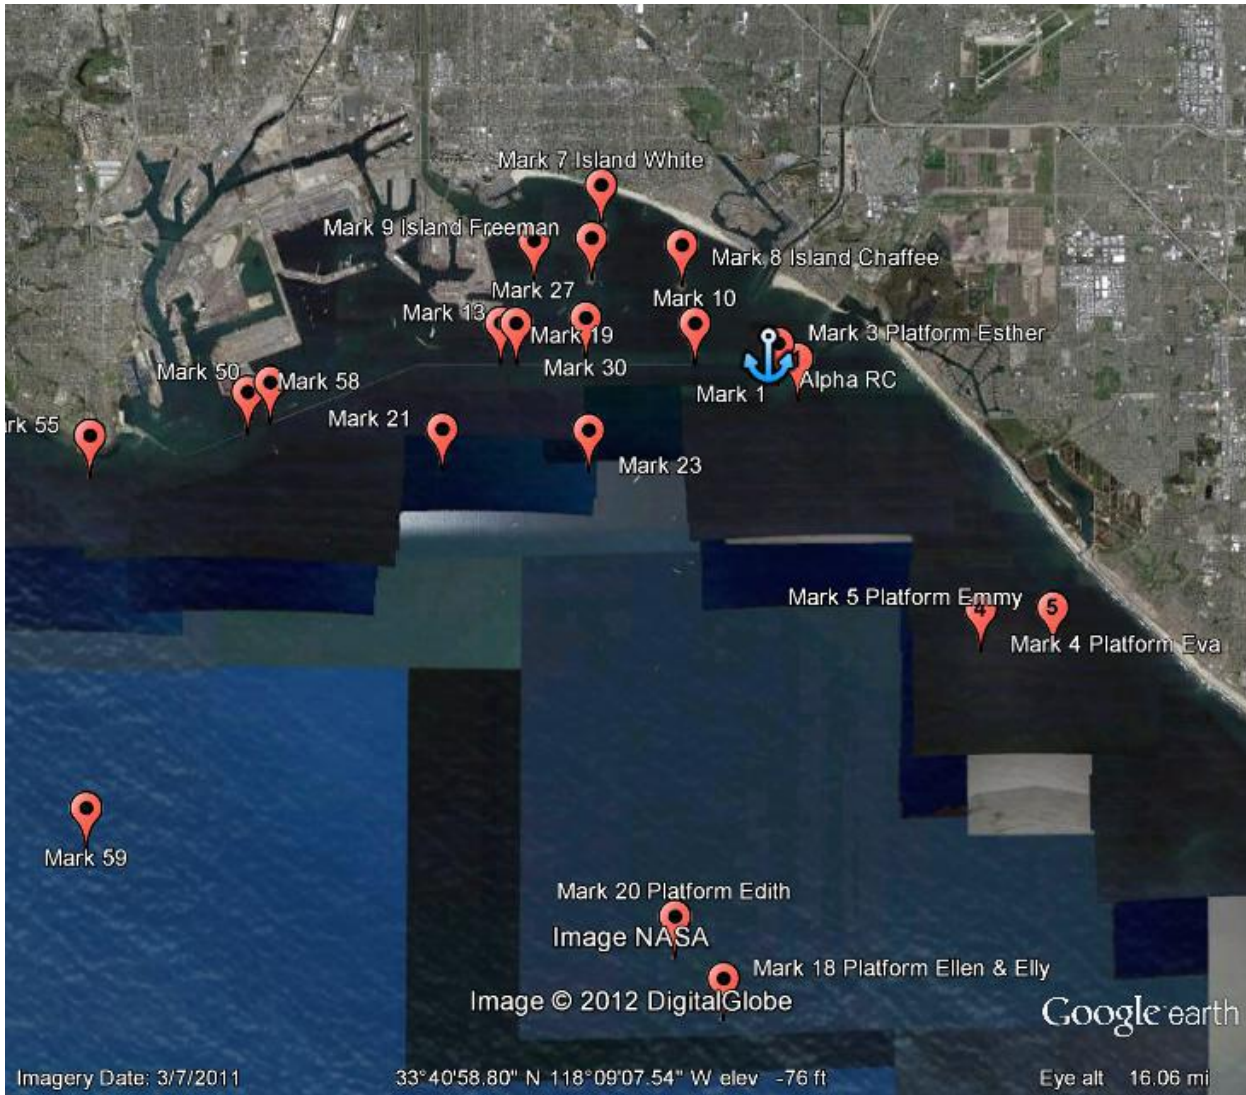 Mark 7 Island White
Mark 9 Island Freeman
Mark 8 Island Chaffee
Mark 27
Mark 10
Mark 13
Mark 19
Mark 3 Platform Esther
Mark 30
Mark 50
Mark 58
Mark 1
Alpha RC
Mark 21
rk 55
Mark 23
Mark 5 Platform Emmy
4
5
Mark 4 Platform Eva
Mark 59
Mark 20 Platform Edith
Image NASA
Mark 18 Platform Ellen & Elly
Image © 2012 DigitalGlobe
Google earth
Imagery Date: 3/7/2011
33°40'58.80" N 118°09'07.54" W elev -76 ft
Eye alt 16.06 mi